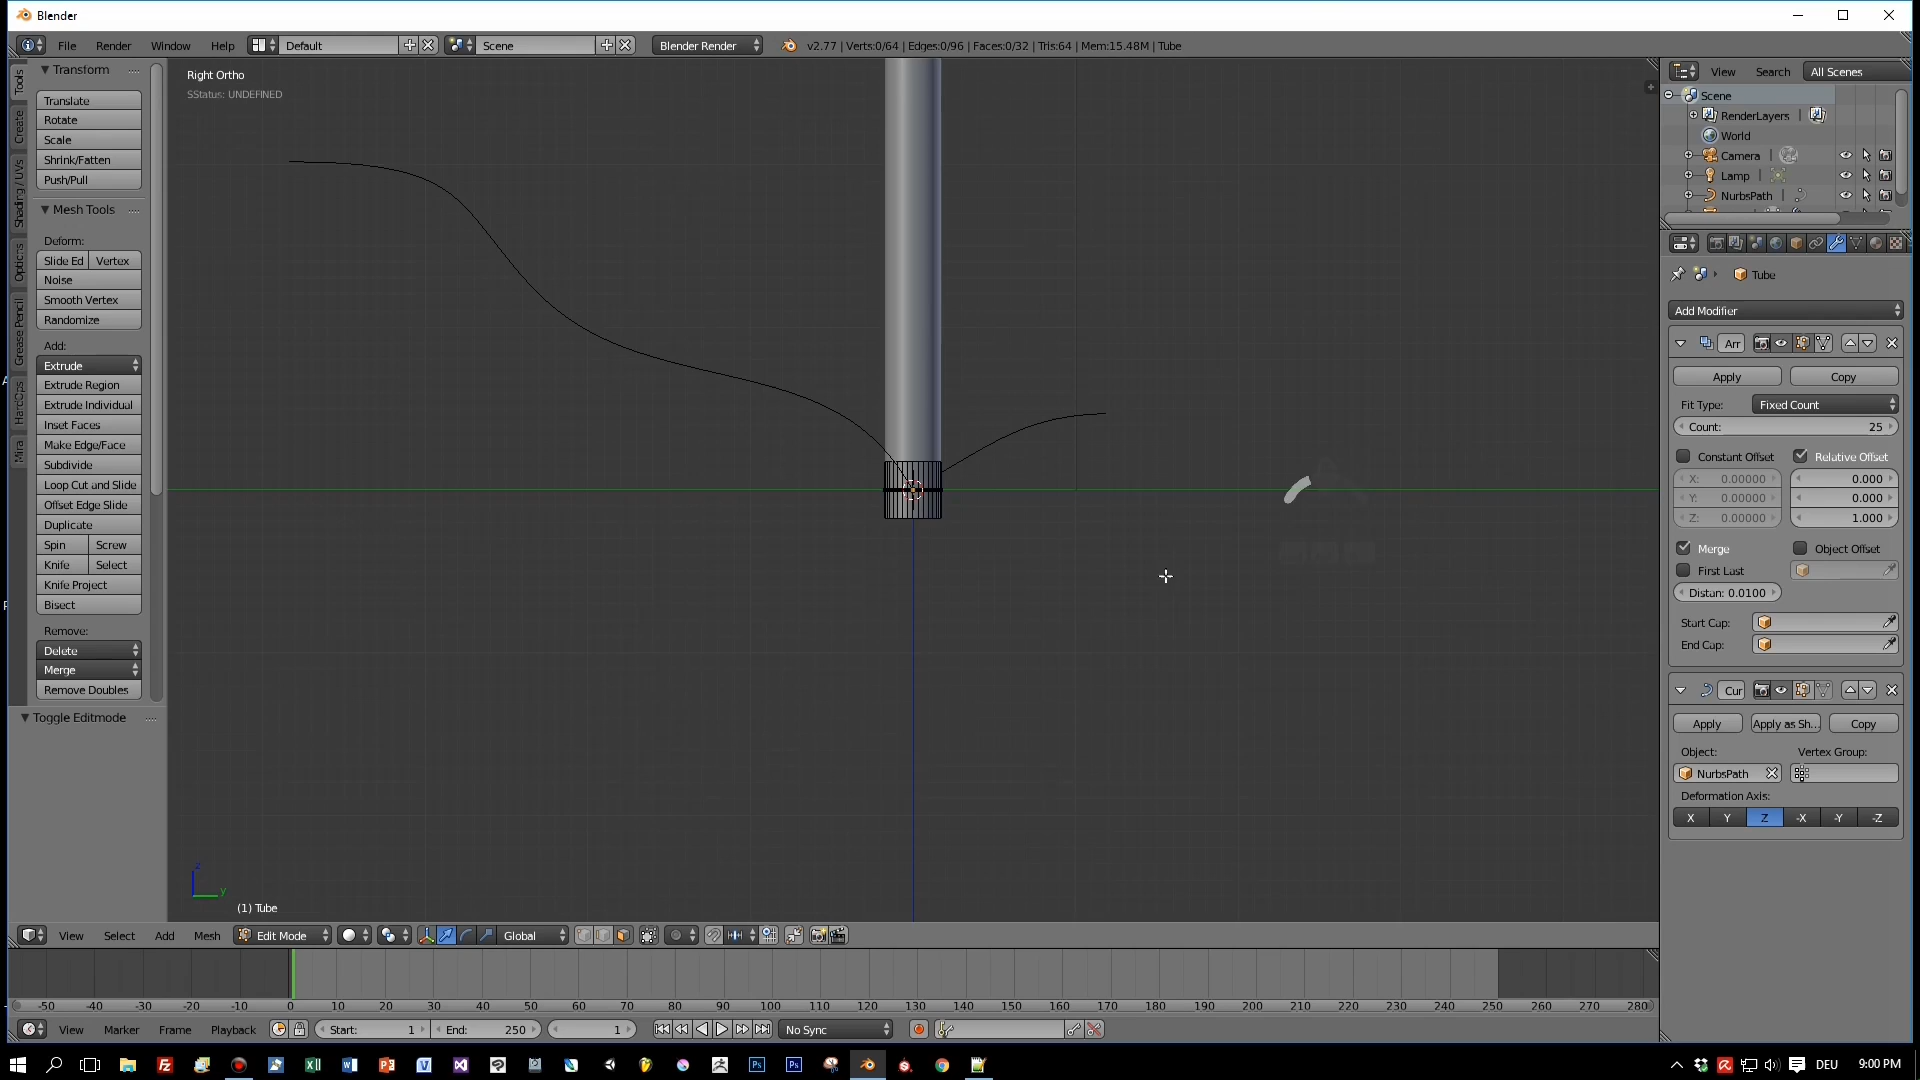 Blender
File Render Window Help Default Scene Blender Render v2.77 | Verts:0/64 | Edges:0/96 | Faces:0/32 | Tris:64 | Mem:15.48M | Tube
Tools
Create
Shading / UVs
Options
Grease Pencil
HardOps
Mira
Transform
Translate
Rotate
Scale
Shrink/Fatten
Push/Pull
Mesh Tools
Deform:
Slide Ed Vertex
Noise
Smooth Vertex
Randomize
Add:
Extrude
Extrude Region
Extrude Individual
Inset Faces
Make Edge/Face
Subdivide
Loop Cut and Slide
Offset Edge Slide
Duplicate
Spin Screw
Knife Select
Knife Project
Bisect
Remove:
Delete
Merge
Remove Doubles
Toggle Editmode
Right Ortho
SStatus: UNDEFINED
z
y
(1) Tube
View Select Add Mesh Edit Mode Global
View Search All Scenes
Scene
RenderLayers |
World
Camera |
Lamp |
NurbsPath |
Tube
Add Modifier
Arr
Apply Copy
Fit Type: Fixed Count
Count: 25
Constant Offset Relative Offset
X: 0.00000 0.000
Y: 0.00000 0.000
Z: 0.00000 1.000
Merge Object Offset
First Last
Distan: 0.0100
Start Cap:
End Cap:
Cur
Apply Apply as Sh... Copy
Object: Vertex Group:
NurbsPath
Deformation Axis:
X Y Z -X -Y -Z
-50 -40 -30 -20 -10 0 10 20 30 40 50 60 70 80 90 100 110 120 130 140 150 160 170 180 190 200 210 220 230 240 250 260 270 280
View Marker Frame Playback Start: 1 End: 250 1 No Sync
DEU 9:00 PM